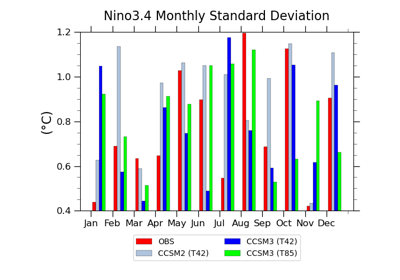 Nino3.4 Monthly Standard Deviation
(°C)
1.2
1.0
0.8
0.6
0.4
Jan Feb Mar Apr May Jun Jul Aug Sep Oct Nov Dec
OBS CCSM3 (T42)
CCSM2 (T42) CCSM3 (T85)